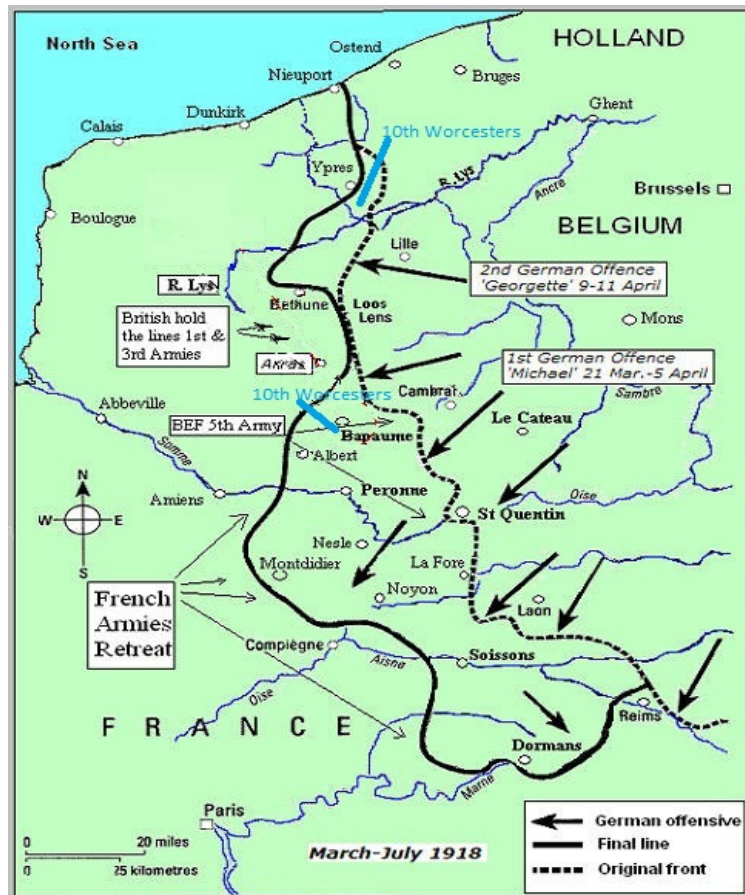 North Sea
HOLLAND
Ostend
Bruges
Nieuport
Dunkirk
Calais
Ghent
10th Worcesters
Ypres
R. Lys
Ancre
Brussels
Boulogne
BELGIUM
Lille
2nd German Offence
'Georgette' 9-11 April
R. Lys
Bethune
Loos
Lens
Mons
British hold
the lines 1st &
3rd Armies
Arras
1st German Offence
'Michael' 21 Mar.-5 April
Sambre
10th Worcesters
Cambrai
Abbeville
BEF 5th Army
Bapaume
Le Cateau
Albert
Somme
N
W
E
S
Amiens
Peronne
Oise
St Quentin
Nesle
Montdidier
La Fore
Noyon
Laon
French
Armies
Retreat
Compiègne
Aisne
Soissons
Oise
Reims
FRANCE
Dormans
Marne
Paris
0 20 miles
0 25 kilometres
March-July 1918
German offensive
Final line
Original front